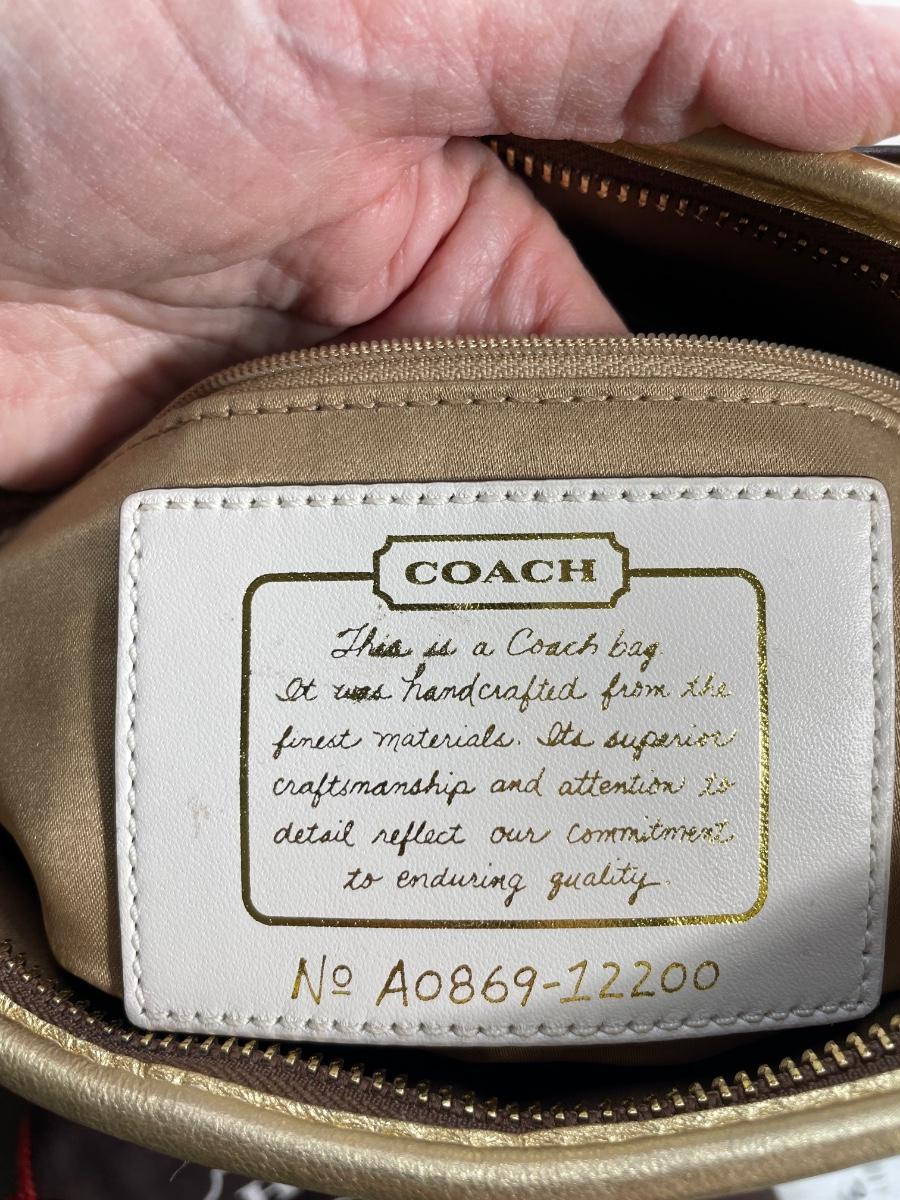 COACH
This is a Coach bag.
It was handcrafted from the
finest materials. Its superior
craftsmanship and attention to
detail reflect our commitment
to enduring quality.
Nº A0869-12200